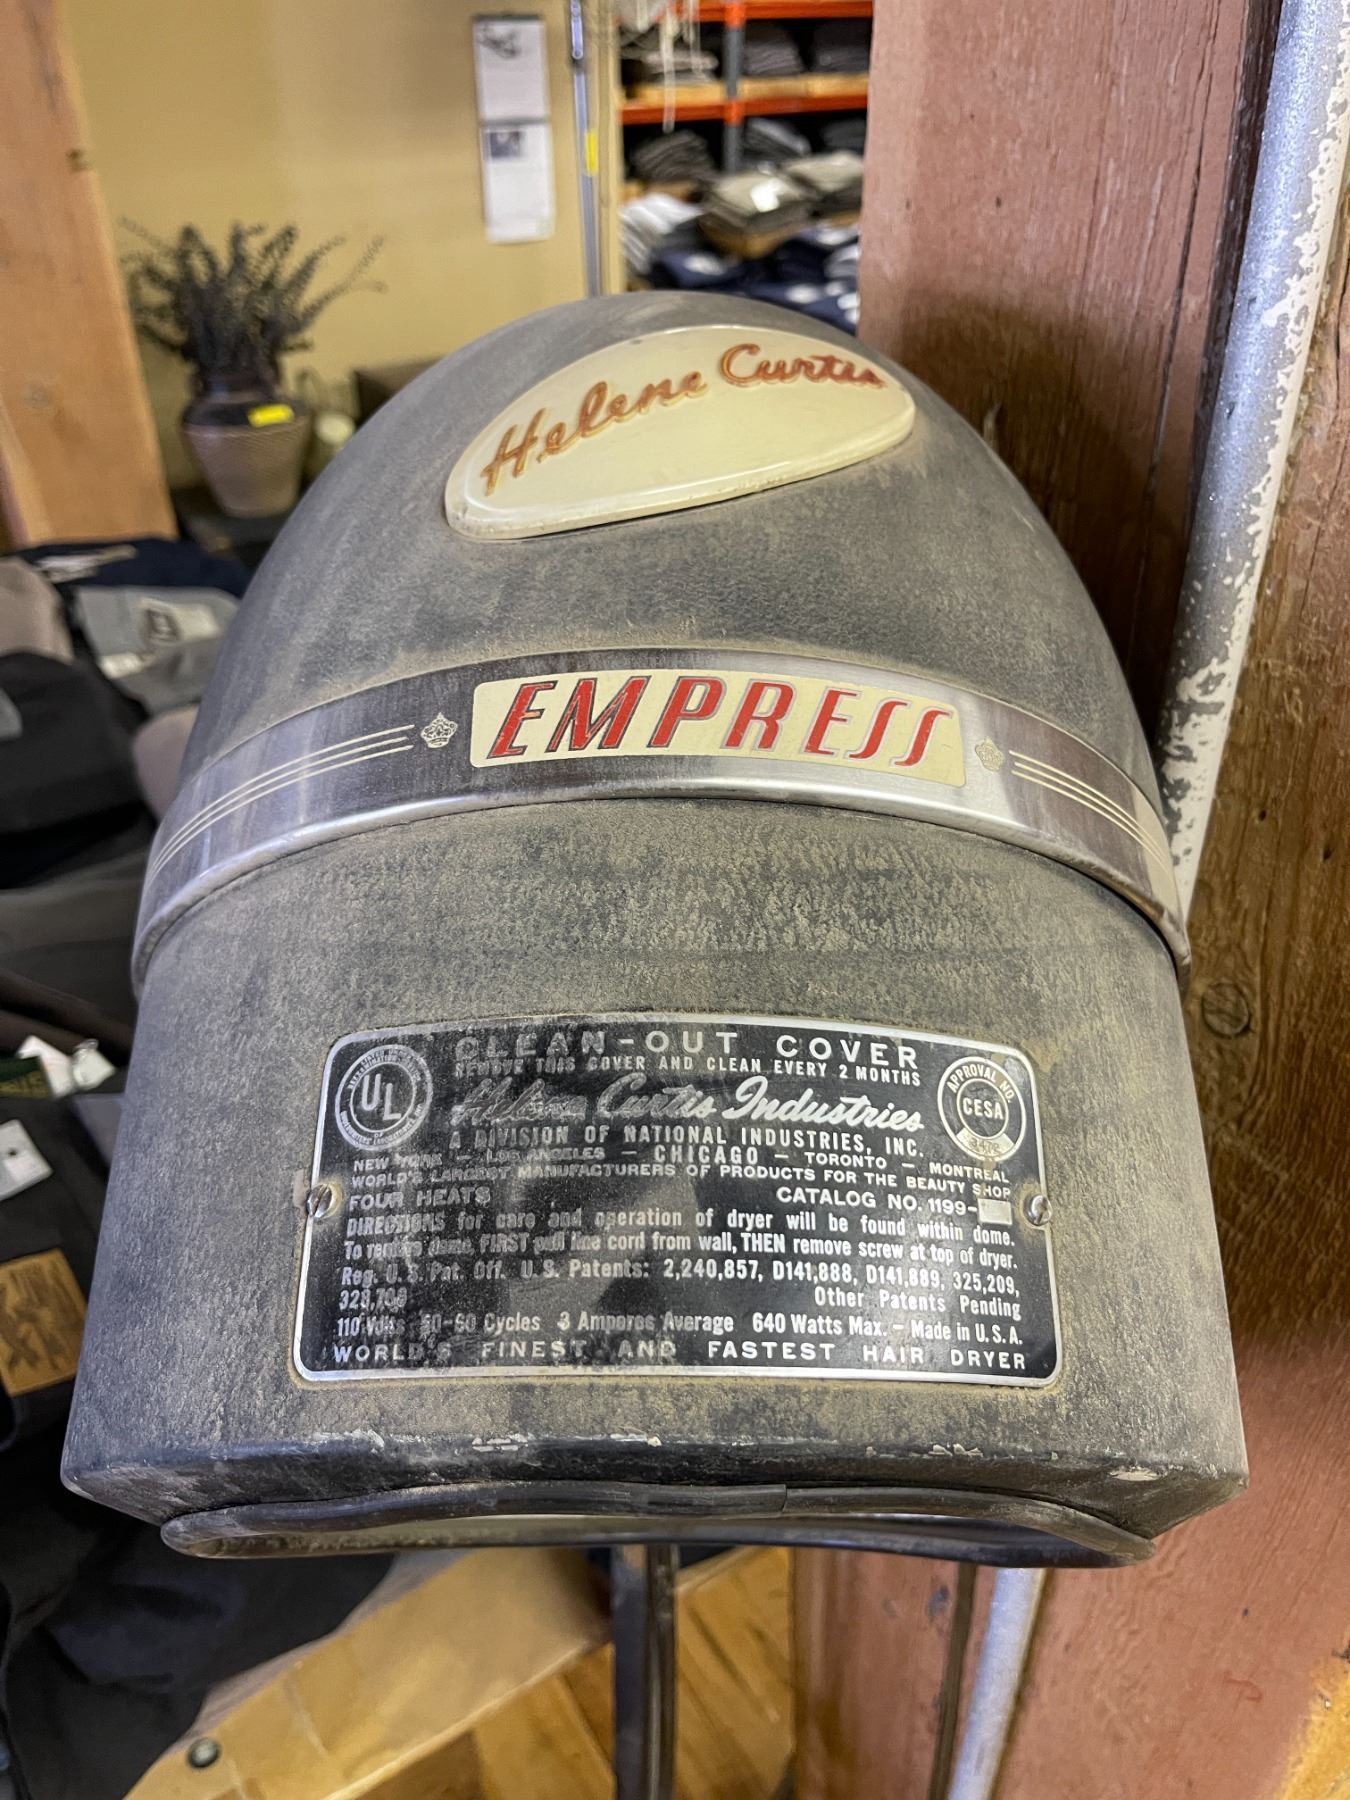 Helene Curtis
EMPRESS
CLEAN-OUT COVER
REMOVE THIS COVER AND CLEAN EVERY 2 MONTHS
Helene Curtis Industries
A DIVISION OF NATIONAL INDUSTRIES, INC.
NEW YORK - LOS ANGELES - CHICAGO - TORONTO - MONTREAL
WORLD'S LARGEST MANUFACTURERS OF PRODUCTS FOR THE BEAUTY SHOP
UL
APPROVAL NO.
CESA
FOUR HEATS CATALOG NO. 1199-
DIRECTIONS for care and operation of dryer will be found within dome.
To remove dome, FIRST pull line cord from wall, THEN remove screw at top of dryer.
Reg. U.S. Pat. Off. U.S. Patents: 2,240,857, D141,888, D141,889, 325,209,
328,708 Other Patents Pending
110 Volts 50-60 Cycles 3 Amperes Average 640 Watts Max. - Made in U.S.A.
WORLD'S FINEST AND FASTEST HAIR DRYER